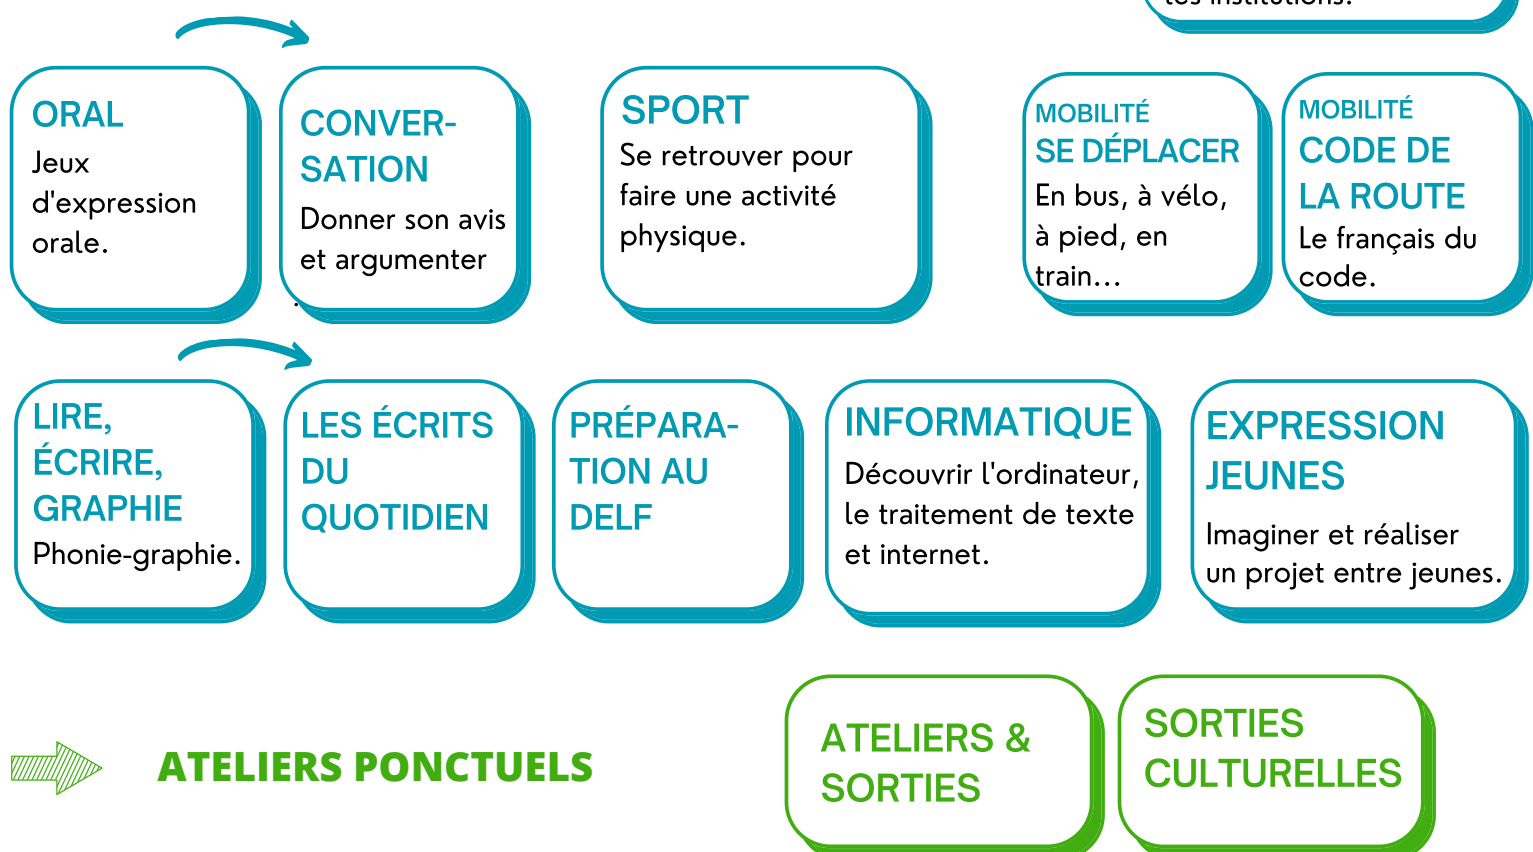 les institutions.
ORAL
Jeux
d'expression
orale.
CONVER-
SATION
Donner son avis
et argumenter
.
SPORT
Se retrouver pour
faire une activité
physique.
MOBILITÉ
SE DÉPLACER
En bus, à vélo,
à pied, en
train...
MOBILITÉ
CODE DE
LA ROUTE
Le français du
code.
LIRE,
ÉCRIRE,
GRAPHIE
Phonie-graphie.
LES ÉCRITS
DU
QUOTIDIEN
PRÉPARA-
TION AU
DELF
INFORMATIQUE
Découvrir l'ordinateur,
le traitement de texte
et internet.
EXPRESSION
JEUNES
Imaginer et réaliser
un projet entre jeunes.
ATELIERS PONCTUELS
ATELIERS &
SORTIES
SORTIES
CULTURELLES